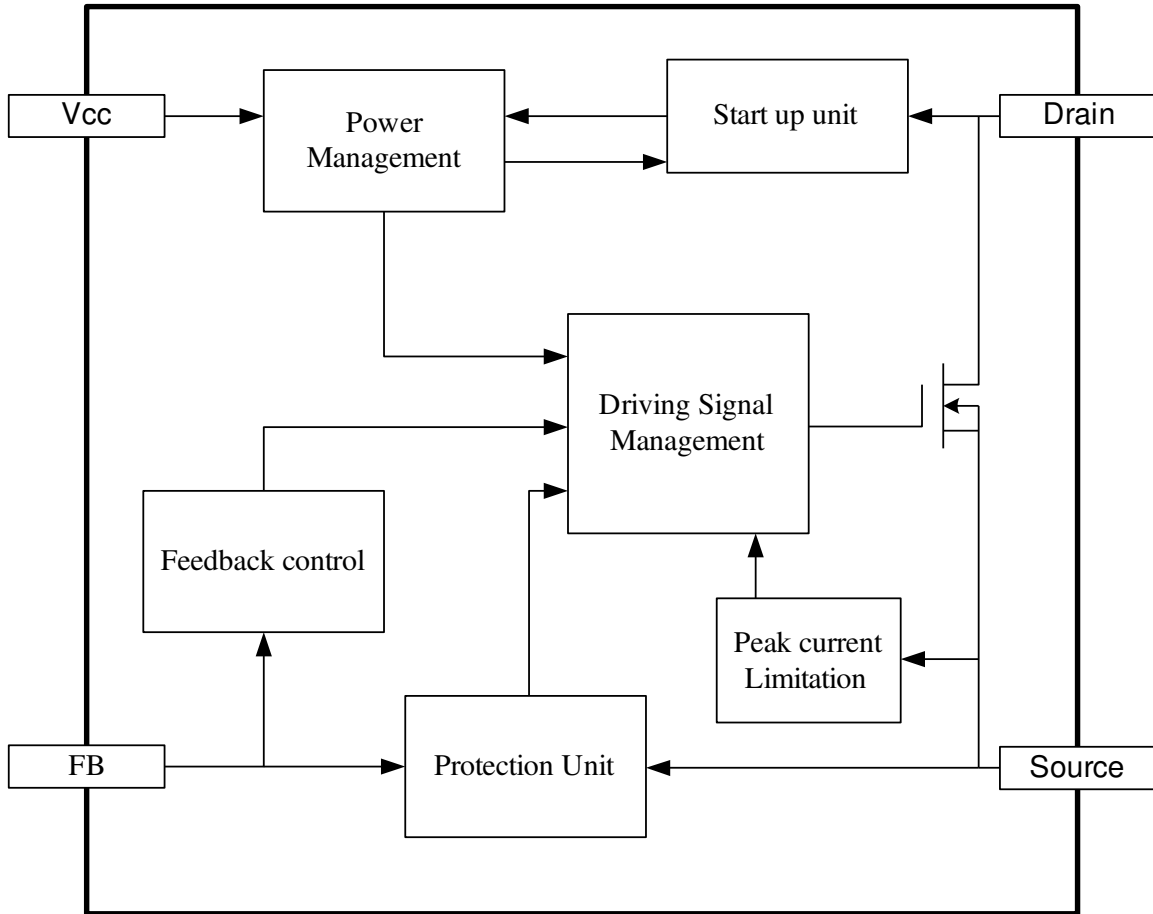 Vcc
Power
Management
Start up unit
Drain
Driving Signal
Management
Feedback control
Peak current
Limitation
FB
Protection Unit
Source